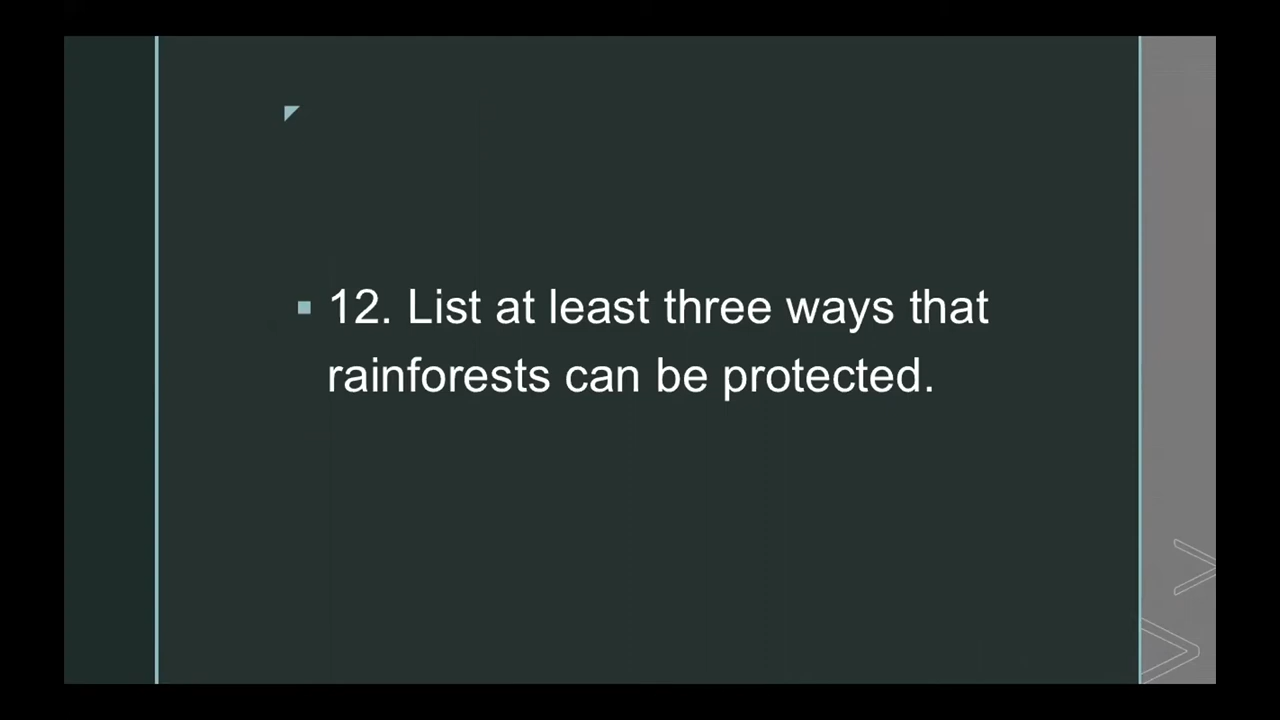 12. List at least three ways that
rainforests can be protected.